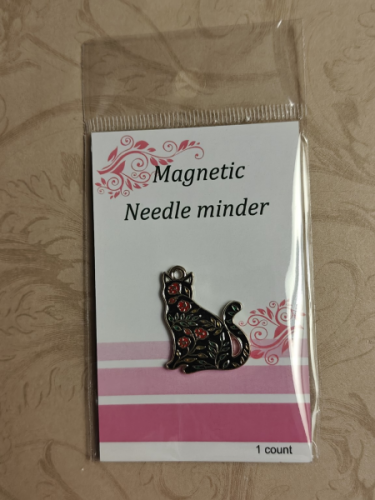 Magnetic
Needle minder
1 count